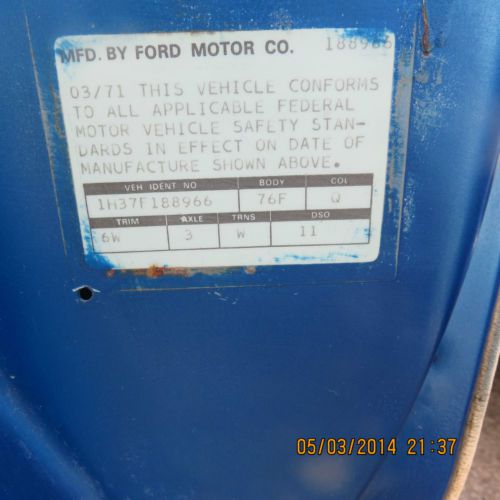 MFD. BY FORD MOTOR CO. 188966
03/71 THIS VEHICLE CONFORMS
TO ALL APPLICABLE FEDERAL
MOTOR VEHICLE SAFETY STAN-
DARDS IN EFFECT ON DATE OF
MANUFACTURE SHOWN ABOVE.
VEH IDENT NO BODY COL
1H37F188966 76F Q
TRIM AXLE TRNS DSO
6W 3 W 11
05/03/2014 21:37